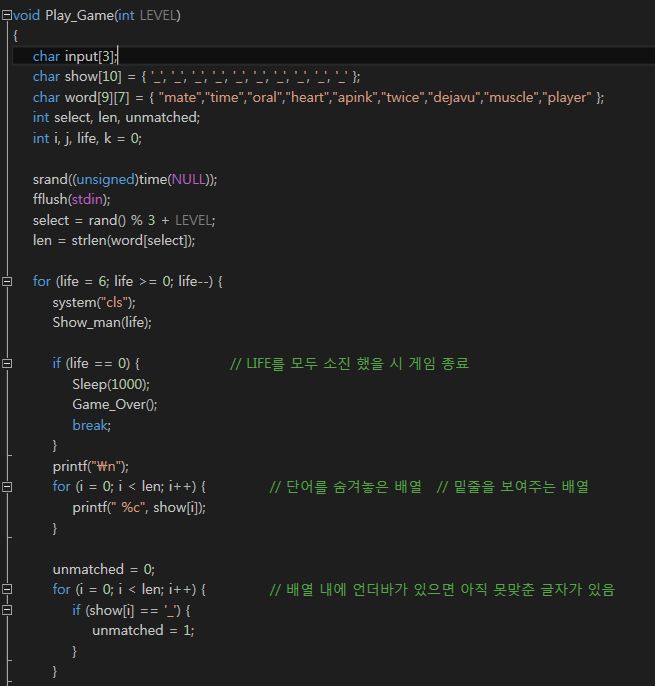 void Play_Game(int LEVEL)
{
char input[3];
char show[10] = { '_', '_', '_', '_', '_', '_', '_', '_', '_', '_' };
char word[9][7] = { "mate","time","oral","heart","apink","twice","dejavu","muscle","player" };
int select, len, unmatched;
int i, j, life, k = 0;
srand((unsigned)time(NULL));
fflush(stdin);
select = rand() % 3 + LEVEL;
len = strlen(word[select]);
for (life = 6; life >= 0; life--) {
system("cls");
Show_man(life);
if (life == 0) { // LIFE를 모두 소진 했을 시 게임 종료
Sleep(1000);
Game_Over();
break;
}
printf("₩n");
for (i = 0; i < len; i++) { // 단어를 숨겨놓은 배열 // 밑줄을 보여주는 배열
printf(" %c", show[i]);
}
unmatched = 0;
for (i = 0; i < len; i++) { // 배열 내에 언더바가 있으면 아직 못맞춘 글자가 있음
if (show[i] == '_') {
unmatched = 1;
}
}